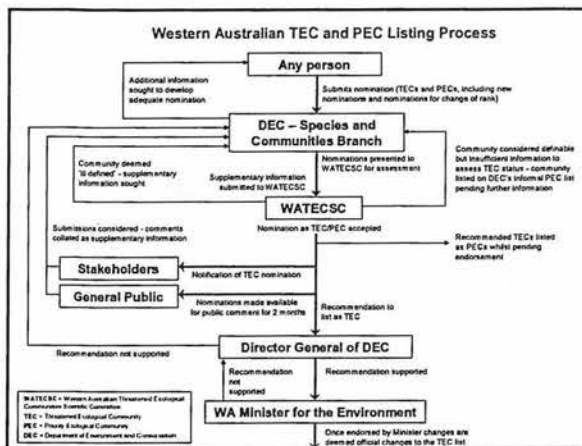 Western Australian TEC and PEC Listing Process
Any person
Additional information
sought to develop
adequate nomination
Submits nomination (TECs and PECs, including new
nominations and nominations for change of rank)
DEC – Species and
Communities Branch
Community deemed
'ill defined' - supplementary
information sought
Supplementary information
submitted to WATECSC
Nominations presented to
WATECSC for assessment
Community considered definable
but insufficient information to
assess TEC status - community
listed on DEC's informal PEC list
pending further information
WATECSC
Nomination as TEC/PEC accepted
Submissions considered - comments
collated as supplementary information
Recommended TECs listed
as PECs whilst pending
endorsement
Stakeholders
Notification of TEC nomination
General Public
Nominations made available
for public comment for 2 months
Recommendation to
list as TEC
Director General of DEC
Recommendation not supported
Recommendation
not
supported
Recommendation supported
WA Minister for the Environment
WATECSC = Western Australian Threatened Ecological
Communities Scientific Committee
TEC = Threatened Ecological Community
PEC = Priority Ecological Community
DEC = Department of Environment and Conservation
Once endorsed by Minister changes are
deemed official changes to the TEC list